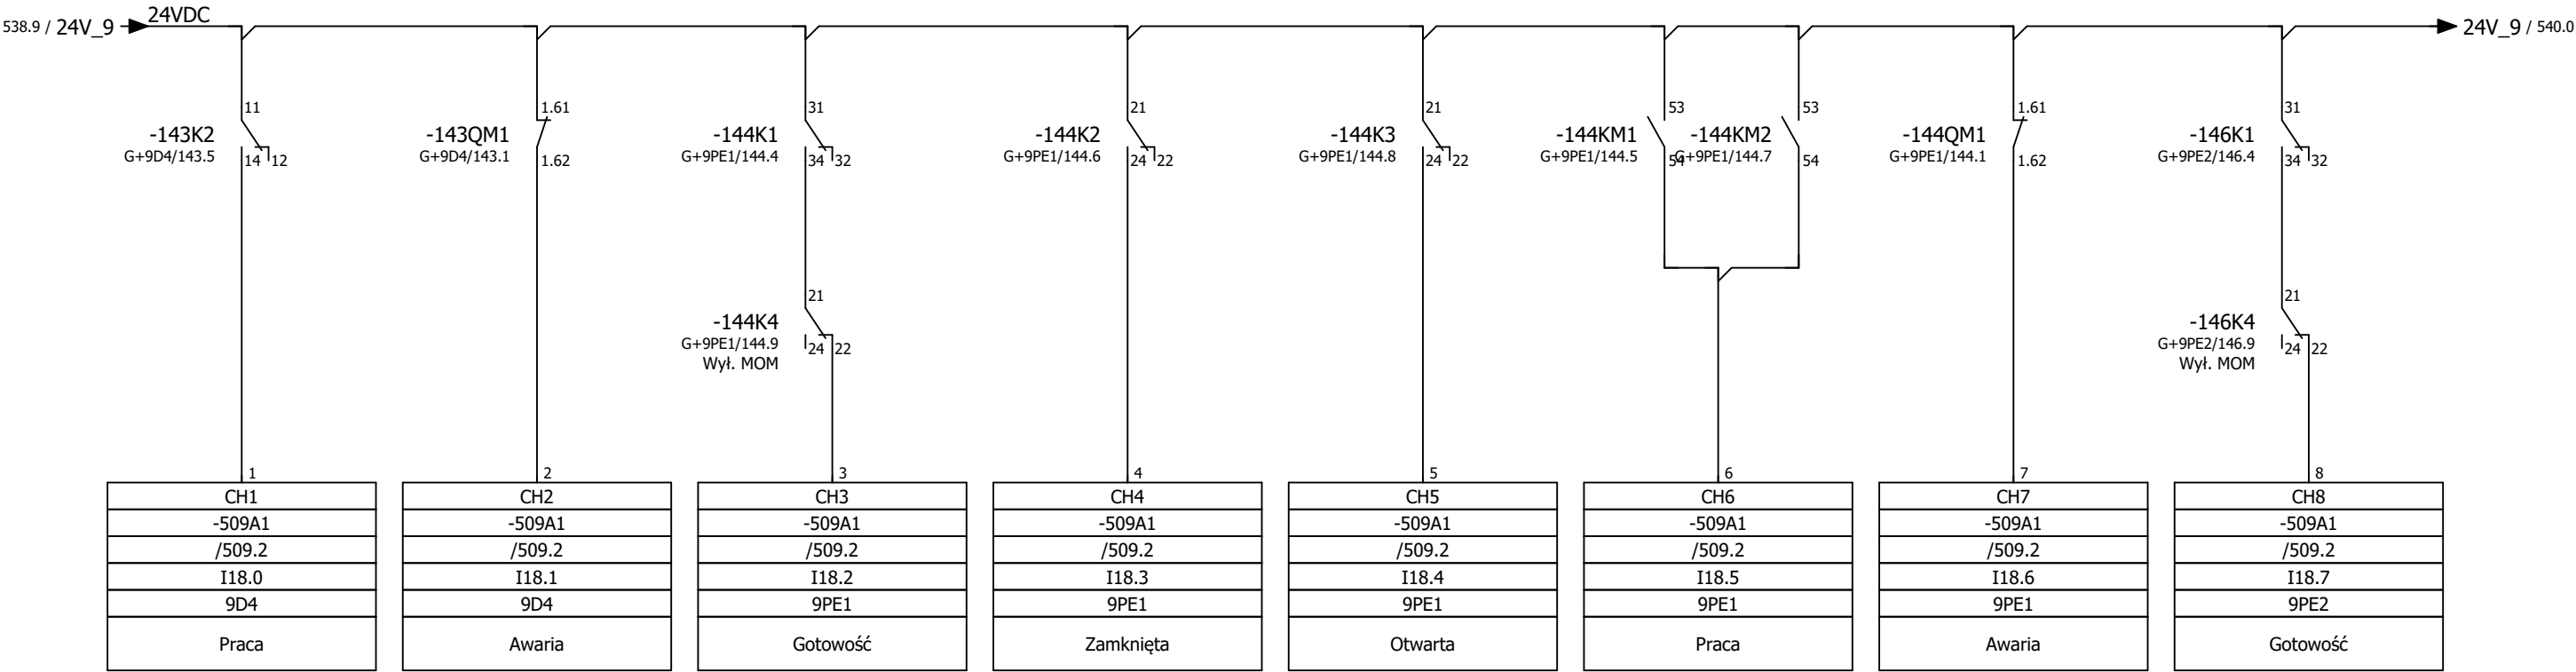 24VDC
538.9 / 24V_9
24V_9 / 540.0
11
1.61
31
21
21
53
53
1.61
31
-143K2
-143QM1
-144K1
-144K2
-144K3
-144KM1
-144KM2
-144QM1
-146K1
G+9D4/143.5
G+9D4/143.1
G+9PE1/144.4
G+9PE1/144.6
G+9PE1/144.8
G+9PE1/144.5
G+9PE1/144.7
G+9PE1/144.1
G+9PE2/146.4
14 12
1.62
34 32
24 22
24 22
54
54
1.62
34 32
21
21
-144K4
-146K4
G+9PE1/144.9
24 22
G+9PE2/146.9
24 22
Wył. MOM
Wył. MOM
1
2
3
4
5
6
7
8
CH1
CH2
CH3
CH4
CH5
CH6
CH7
CH8
-509A1
-509A1
-509A1
-509A1
-509A1
-509A1
-509A1
-509A1
/509.2
/509.2
/509.2
/509.2
/509.2
/509.2
/509.2
/509.2
I18.0
I18.1
I18.2
I18.3
I18.4
I18.5
I18.6
I18.7
9D4
9D4
9PE1
9PE1
9PE1
9PE1
9PE1
9PE2
Praca
Awaria
Gotowość
Zamknięta
Otwarta
Praca
Awaria
Gotowość